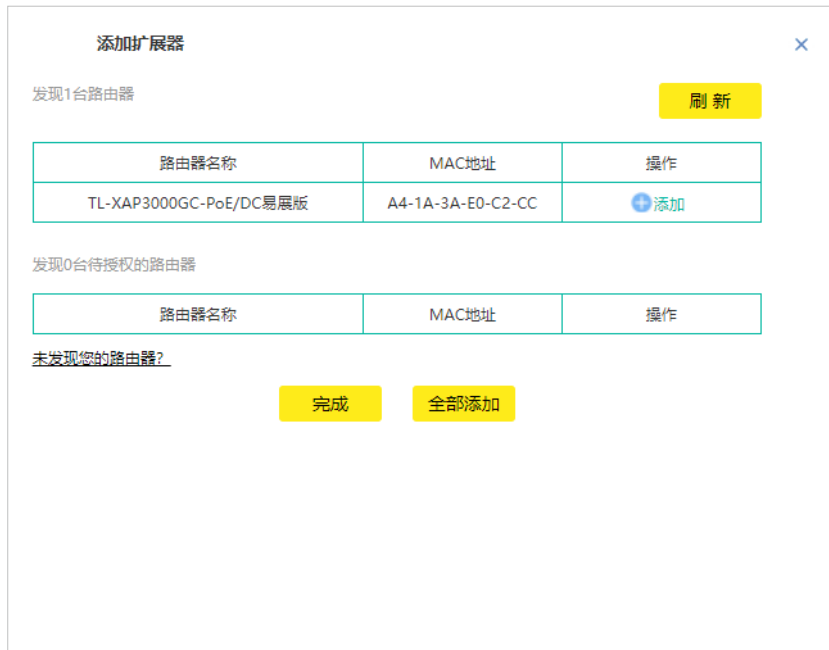 添加扩展器
发现1台路由器
刷 新
路由器名称 MAC地址 操作
TL-XAP3000GC-PoE/DC易展版 A4-1A-3A-E0-C2-CC 添加
发现0台待授权的路由器
路由器名称 MAC地址 操作
未发现您的路由器?
完成 全部添加